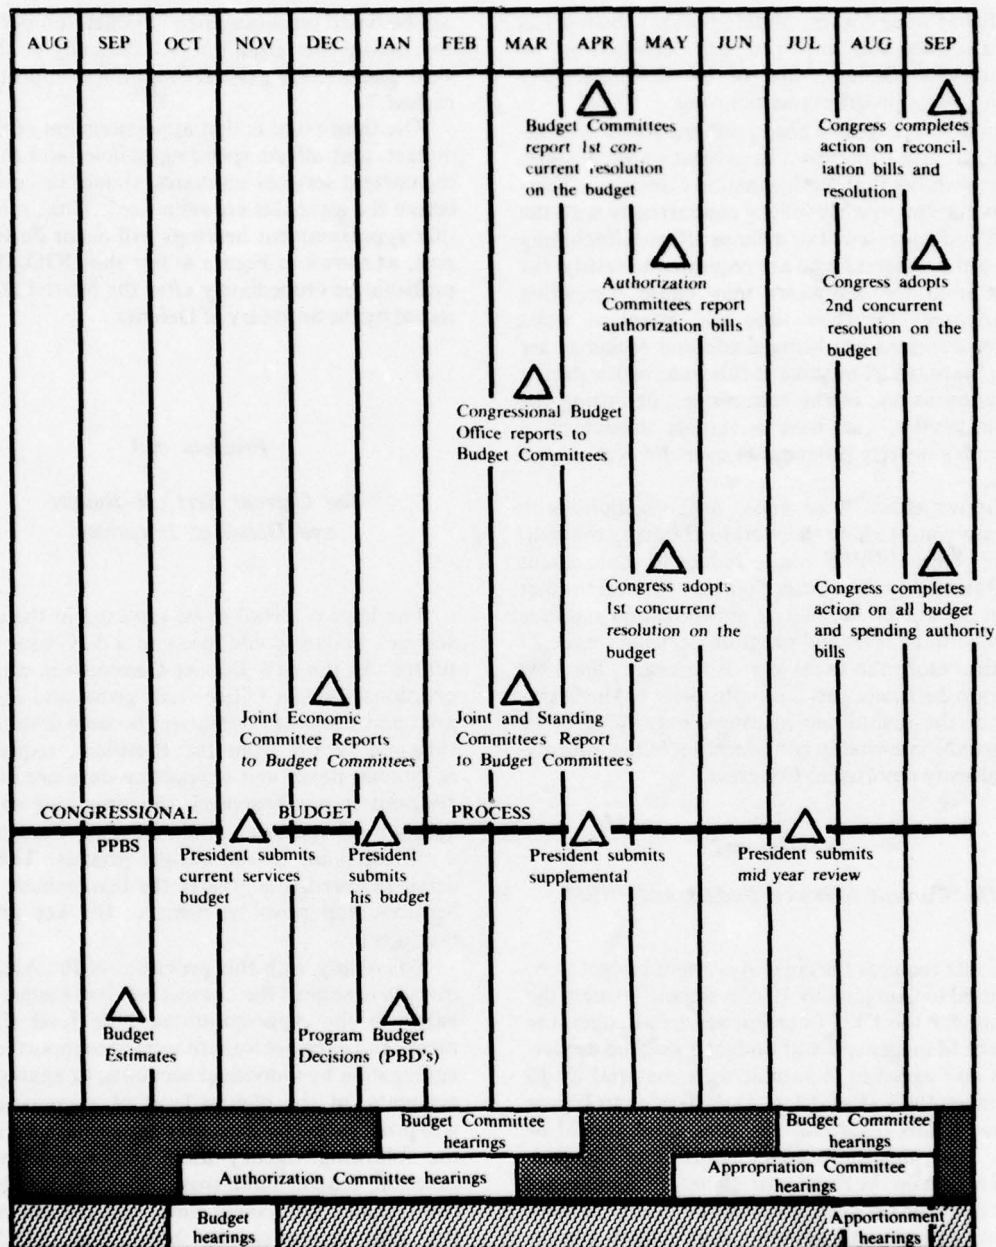 AUG SEP OCT NOV DEC JAN FEB MAR APR MAY JUN JUL AUG SEP
Budget Committees
report 1st con-
current resolution
on the budget
Congress completes
action on reconcil-
iation bills and
resolution
Authorization
Committees report
authorization bills
Congress adopts
resolution on the
budget
Congressional Budget
Office reports to
Budget Committees
Congress adopts
1st concurrent
resolution on the
budget
Congress completes
action on all budget
and spending authority
bills
Joint Economic
Committee Reports
to Budget Committees
Joint and Standing
Committees Report
to Budget Committees
CONGRESSIONAL BUDGET PROCESS
PPBS
President submits
current services
budget
President
submits
his budget
President submits
supplemental
President submits
mid year review
Budget
Estimates
Program Budget
Decisions (PBD's)
Budget Committee
hearings
Budget Committee
hearings
Authorization Committee hearings
Appropriation Committee
hearings
Budget
hearings
Apportionment
hearings